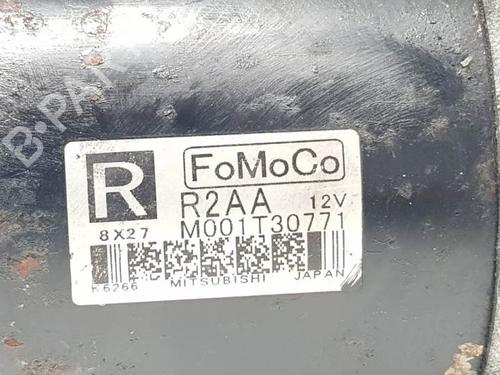 B-PARTS
R
FoMoCo
R2AA 12V
8X27 M001T30771
K6266 MITSUBISHI JAPAN